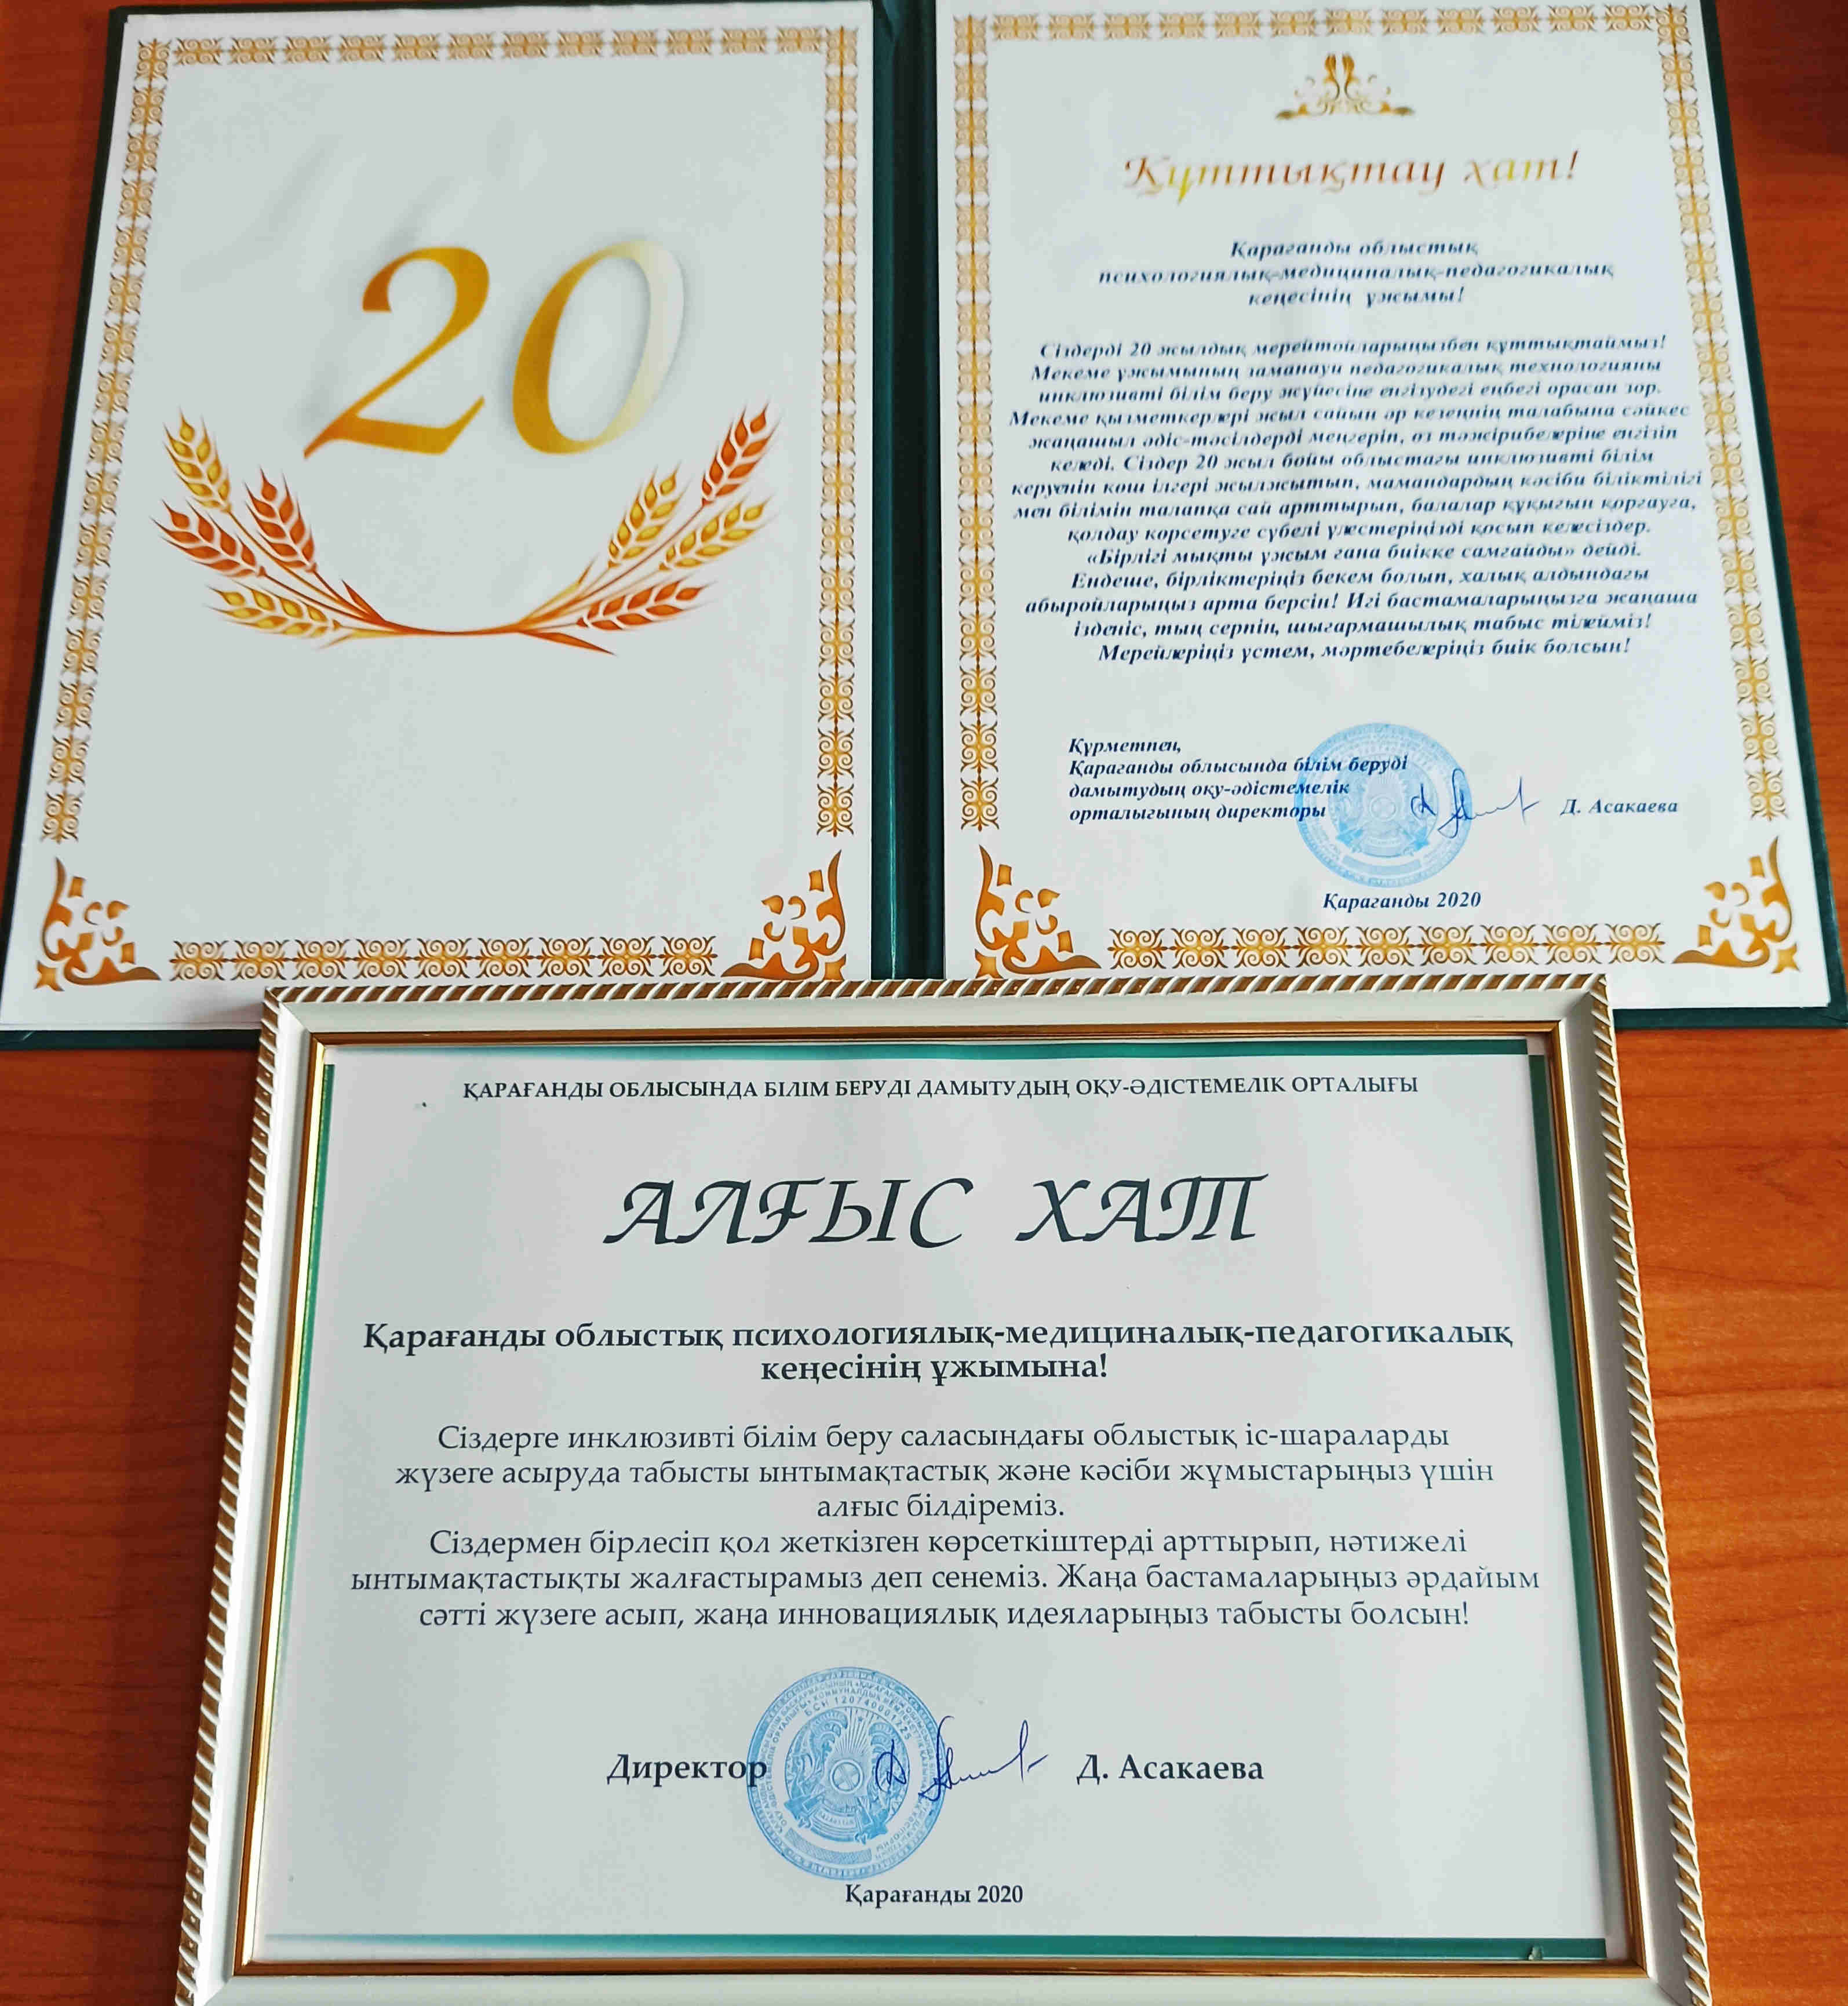 20
Құттықтау хат!
Қарағанды облыстық
психологиялық-медициналық-педагогикалық
кеңесінің ұжымы!
Сіздерді 20 жылдық мерейтойларыңызбен құттықтаймыз!
Мекеме ұжымының заманауи педагогикалық технологияны
инклюзивті білім беру жүйесіне енгізудегі еңбегі орасан зор.
Мекеме қызметкерлері жыл сайын әр кезеңнің талабына сәйкес
жаңашыл әдіс-тәсілдерді меңгеріп, өз тәжірибелеріне енгізіп
келеді. Сіздер 20 жыл бойы облыстағы инклюзивті білім
керуенін көш ілгері жылжытып, мамандардың кәсіби біліктілігі
мен білімін талапқа сай арттырып, балалар құқығын қорғауға,
қолдау көрсетуге сүбелі үлестеріңізді қосып келесіздер.
«Бірлігі мықты ұжым ғана биікке самғайды» дейді.
Ендеше, бірліктеріңіз бекем болып, халық алдындағы
абыройларыңыз арта берсін! Игі бастамаларыңызға жаңаша
ізденіс, тың серпін, шығармашылық табыс тілейміз!
Мерейлеріңіз үстем, мәртебелеріңіз биік болсын!
Құрметпен,
Қарағанды облысында білім беруді
дамытудың оқу-әдістемелік
орталығының директоры Д. Асакаева
Қарағанды 2020
ҚАРАҒАНДЫ ОБЛЫСЫНДА БІЛІМ БЕРУДІ ДАМЫТУДЫҢ ОҚУ-ӘДІСТЕМЕЛІК ОРТАЛЫҒЫ
АЛҒЫС ХАТ
Қарағанды облыстық психологиялық-медициналық-педагогикалық
кеңесінің ұжымына!
Сіздерге инклюзивті білім беру саласындағы облыстық іс-шараларды
жүзеге асыруда табысты ынтымақтастық және кәсіби жұмыстарыңыз үшін
алғыс білдіреміз.
Сіздермен бірлесіп қол жеткізген көрсеткіштерді арттырып, нәтижелі
ынтымақтастықты жалғастырамыз деп сенеміз. Жаңа бастамаларыңыз әрдайым
сәтті жүзеге асып, жаңа инновациялық идеяларыңыз табысты болсын!
Директор Д. Асакаева
Қарағанды 2020